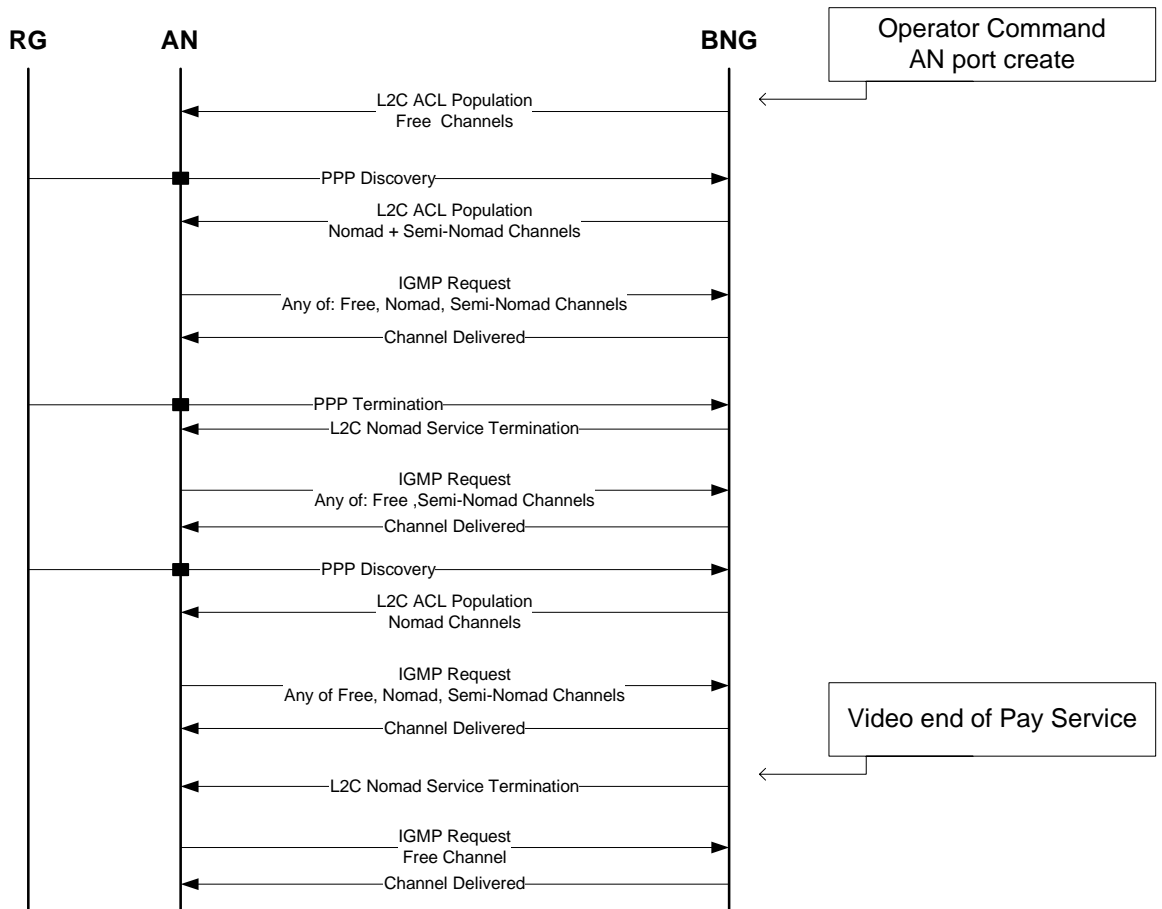 RG
AN
BNG
Operator Command
AN port create
L2C ACL Population
Free Channels
PPP Discovery
L2C ACL Population
Nomad + Semi-Nomad Channels
IGMP Request
Any of: Free, Nomad, Semi-Nomad Channels
Channel Delivered
PPP Termination
L2C Nomad Service Termination
IGMP Request
Any of: Free ,Semi-Nomad Channels
Channel Delivered
PPP Discovery
L2C ACL Population
Nomad Channels
IGMP Request
Any of Free, Nomad, Semi-Nomad Channels
Channel Delivered
Video end of Pay Service
L2C Nomad Service Termination
IGMP Request
Free Channel
Channel Delivered